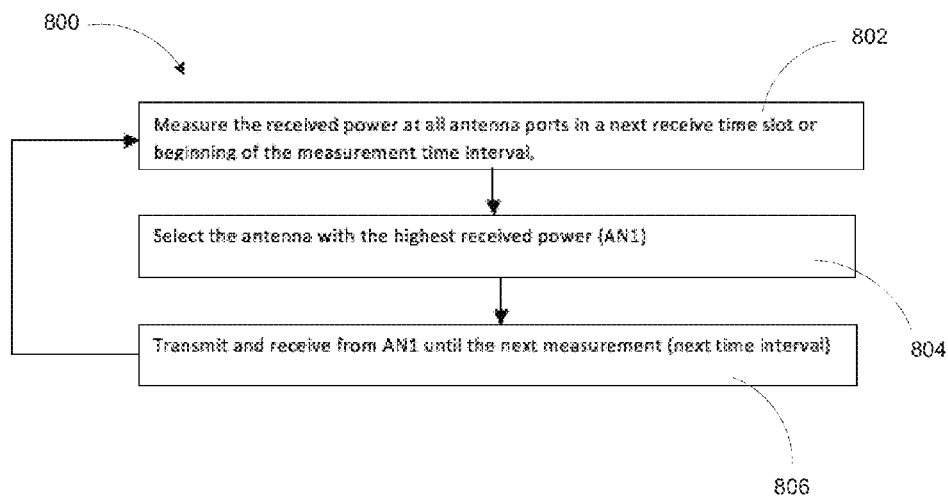 800
802
Measure the received power at all antenna ports in a next receive time slot or
beginning of the measurement time interval.
Select the antenna with the highest received power (AN1)
804
Transmit and receive from AN1 until the next measurement (next time interval)
806